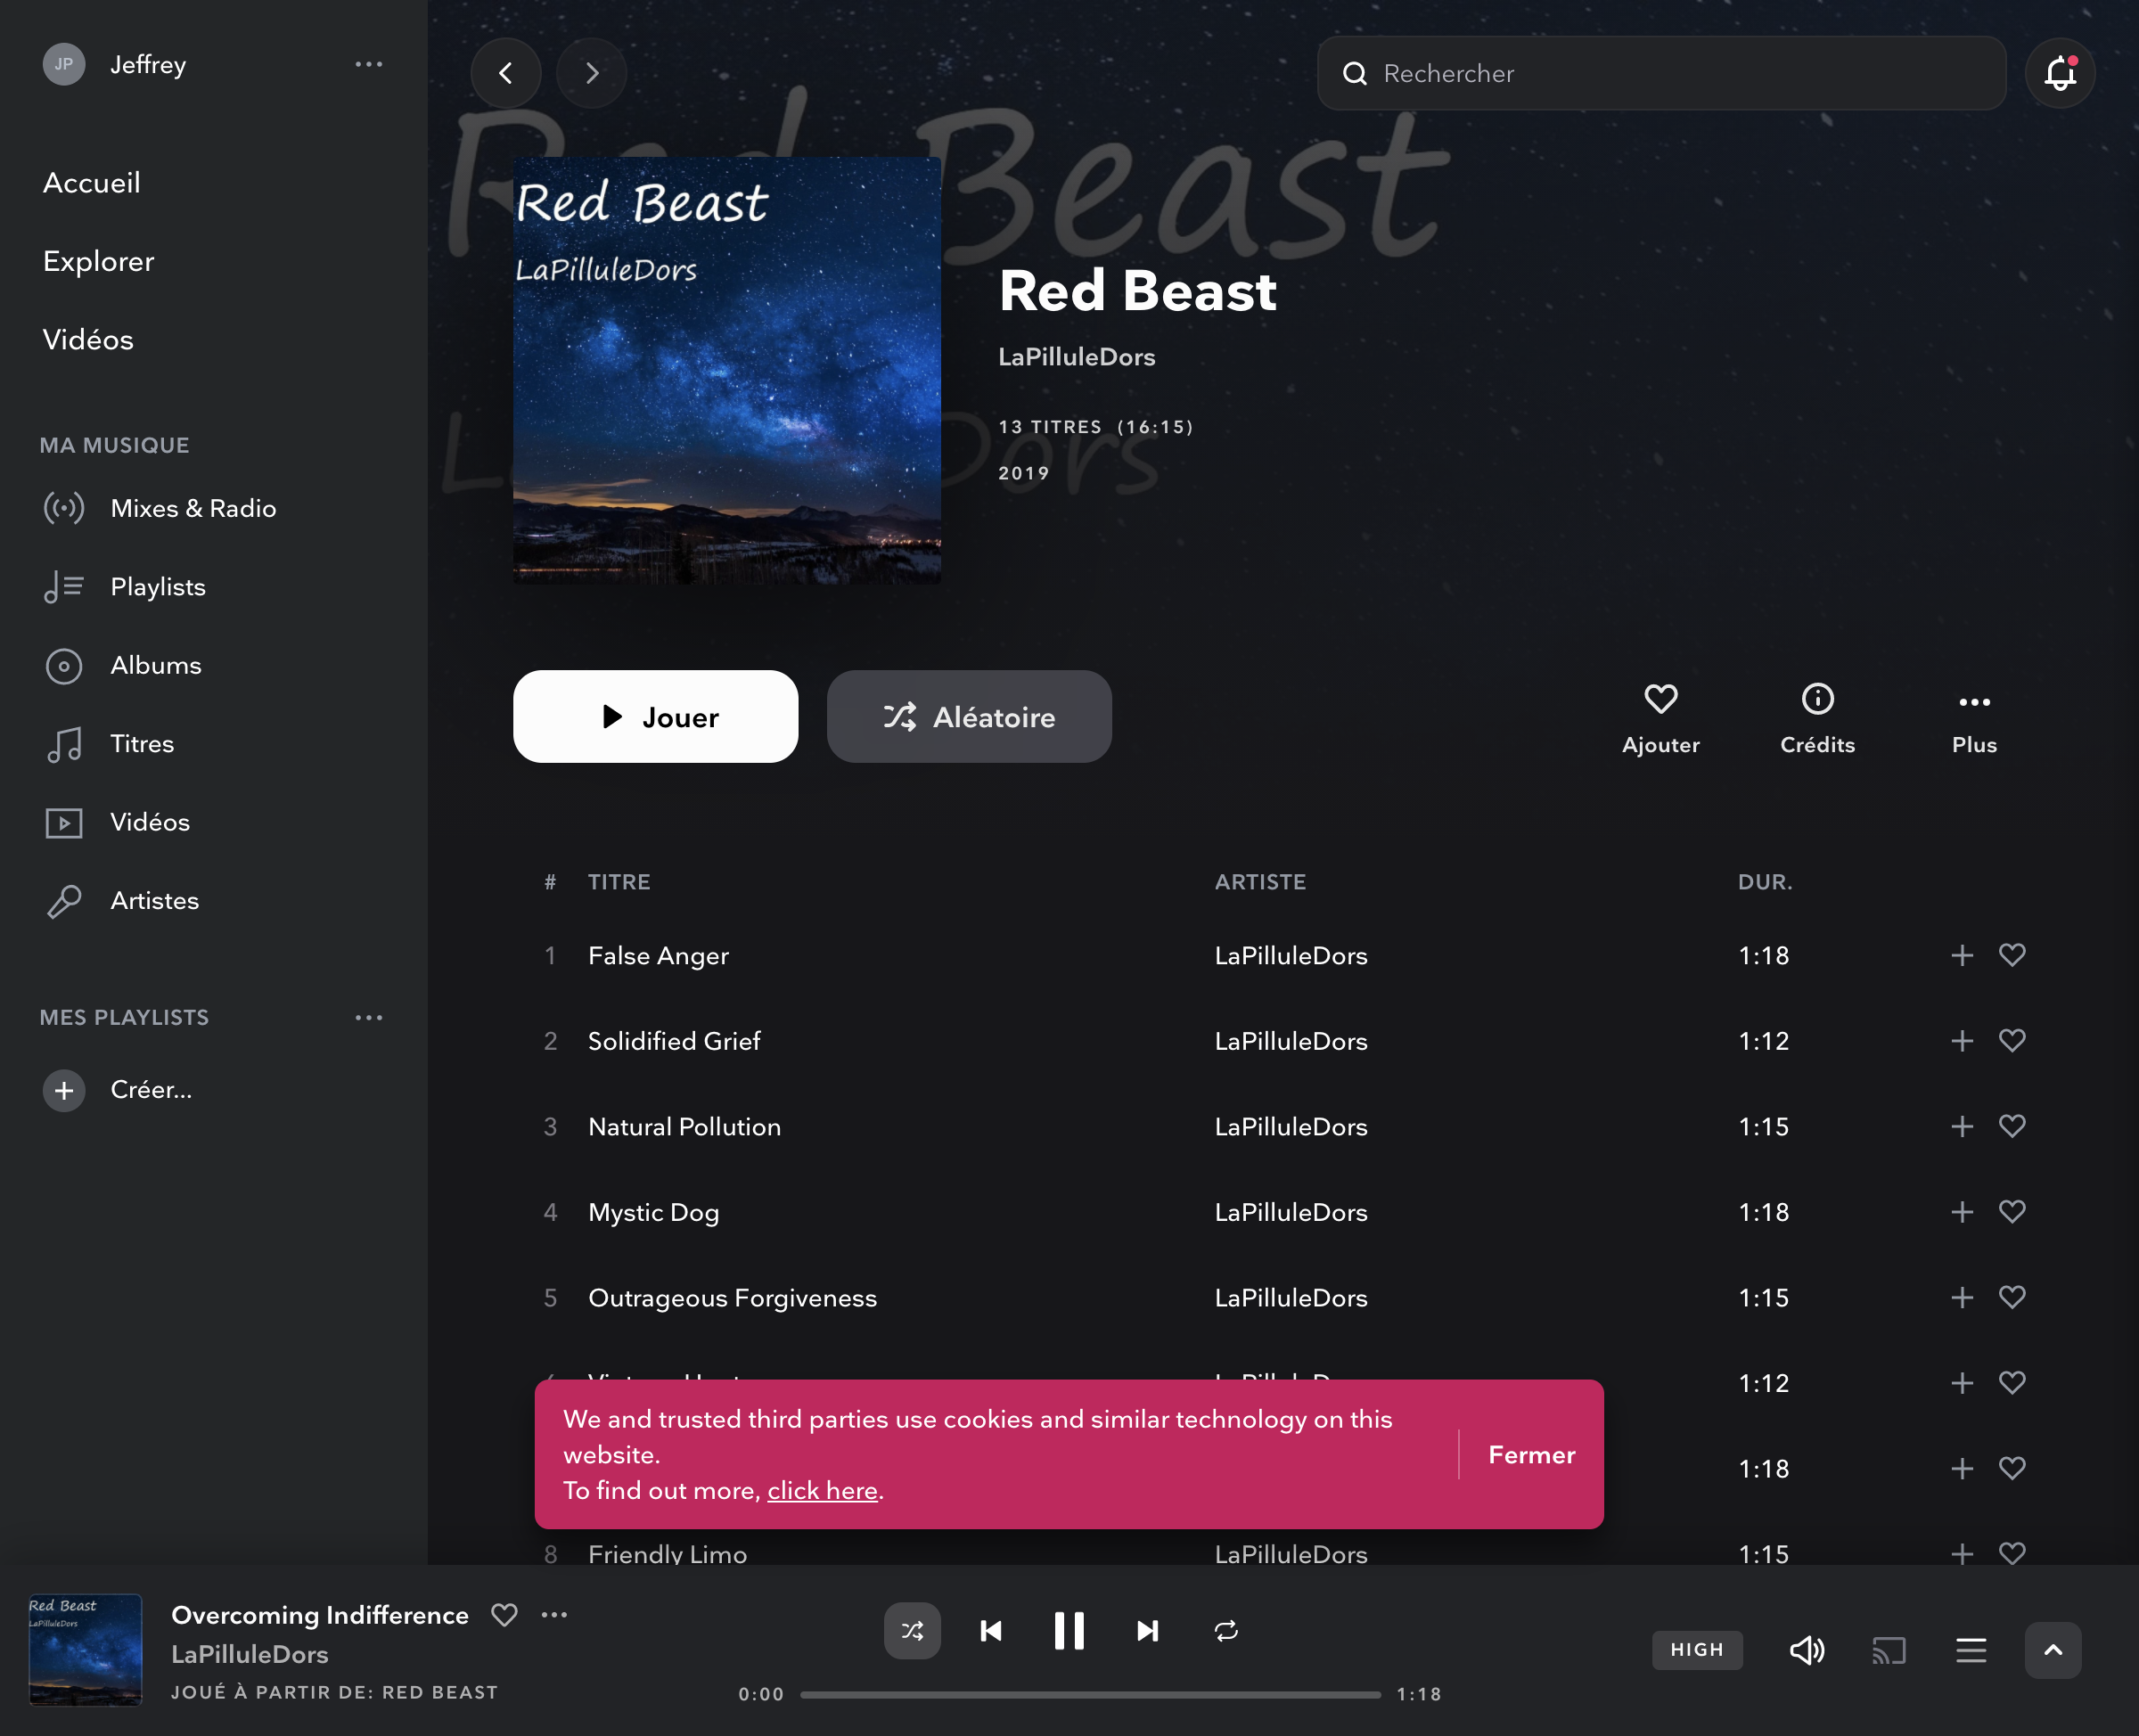 JP
Jeffrey
Accueil
Explorer
Vidéos
MA MUSIQUE
Mixes & Radio
Playlists
Albums
Titres
Vidéos
Artistes
MES PLAYLISTS
Créer...
Rechercher
Red Beast
LaPilluleDors
Red Beast
LaPilluleDors
13 TITRES (16:15)
2019
Jouer
Aléatoire
Ajouter
Crédits
Plus
# TITRE ARTISTE DUR.
1 False Anger LaPilluleDors 1:18
2 Solidified Grief LaPilluleDors 1:12
3 Natural Pollution LaPilluleDors 1:15
4 Mystic Dog LaPilluleDors 1:18
5 Outrageous Forgiveness LaPilluleDors 1:15
1:12
We and trusted third parties use cookies and similar technology on this
website.
To find out more, click here.
Fermer
1:18
8 Friendly Limo LaPilluleDors 1:15
Red Beast
LaPilluleDors
Overcoming Indifference
LaPilluleDors
JOUÉ À PARTIR DE: RED BEAST
0:00
1:18
HIGH